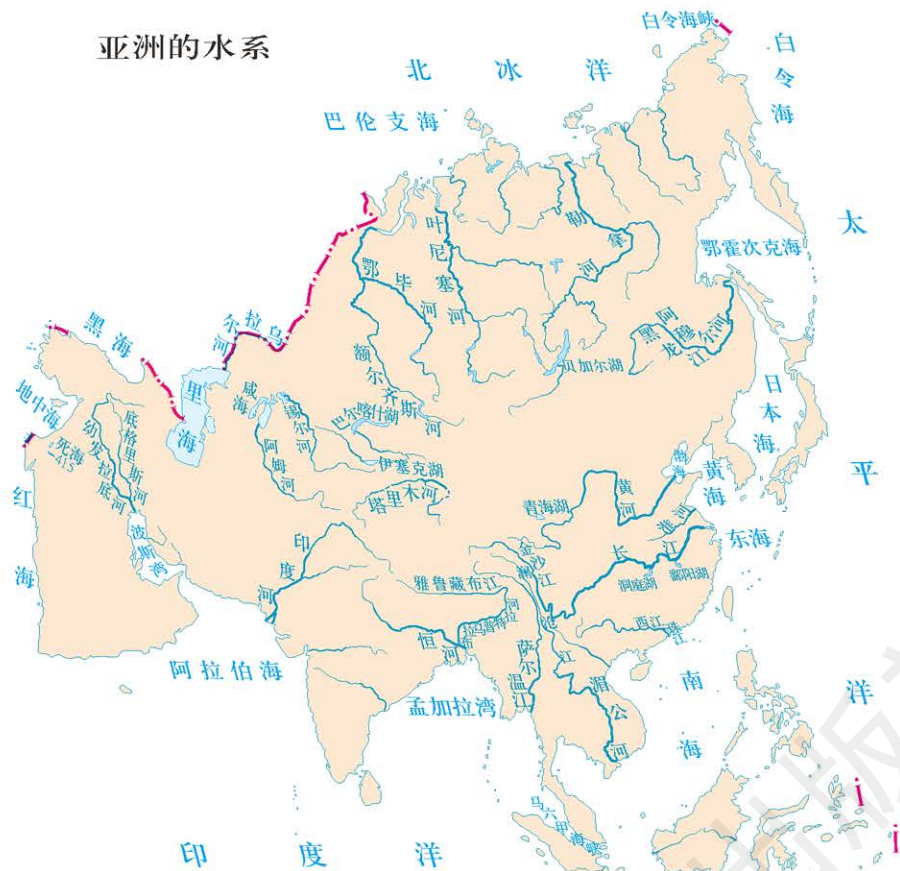 亚洲的水系
白令海峡
白令海
北冰洋
巴伦支海
太平洋
鄂霍次克海
叶尼塞河
勒拿河
鄂毕河
额尔齐斯河
黑龙江
阿穆尔河
贝加尔湖
乌拉尔河
黑海
里海
咸海
锡尔河
阿姆河
巴尔喀什湖
伊塞克湖
塔里木河
地中海
死海
-415
幼发拉底河
底格里斯河
波斯湾
红海
日本海
渤海
黄海
黄河
淮河
青海湖
东海
长江
金沙江
洞庭湖
鄱阳湖
澜沧江
湄公河
西江
珠江
雅鲁藏布江
布拉马普特拉河
印度河
恒河
萨尔温江
阿拉伯海
孟加拉湾
南海
马六甲海峡
印度洋